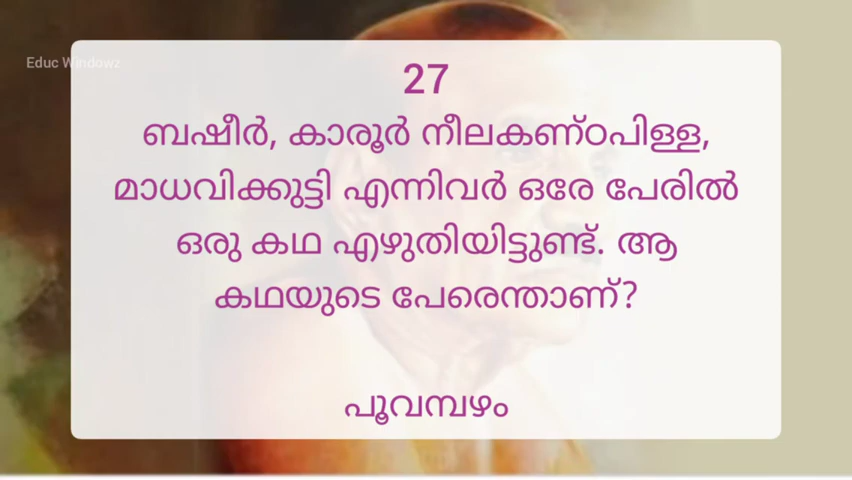 Educ Windowz
27
ബഷീർ, കാരൂർ നീലകണ്ഠപിള്ള,
മാധവിക്കുട്ടി എന്നിവർ ഒരേ പേരിൽ
ഒരു കഥ എഴുതിയിട്ടുണ്ട്. ആ
കഥയുടെ പേരെന്താണ്?
പൂവമ്പഴം